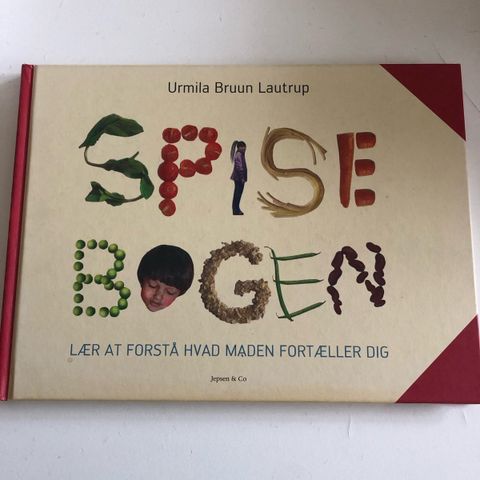 Urmila Bruun Lautrup
SPISE
BOGEN
LÆR AT FORSTÅ HVAD MADEN FORTÆLLER DIG
Jepsen & Co